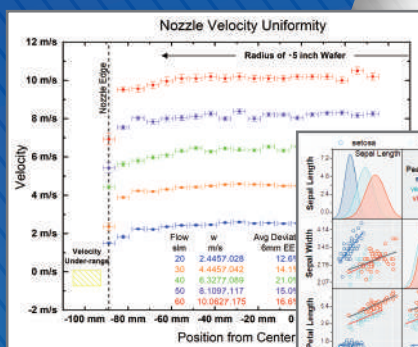 Nozzle Velocity Uniformity
12 m/s
10 m/s
8 m/s
6 m/s
4 m/s
2 m/s
0 m/s
-2 m/s
Velocity
Nozzle Edge
Radius of ~5 inch Wafer
Velocity
Under-range
Flow w Avg Deviat
slm m/s 6mm EE
20 2.4457.028 12.6%
30 4.4457.042 14.1%
40 6.3277.089 21.0%
50 8.1097.117 15.0%
60 10.0827.175 16.6%
-100 mm -80 mm -60 mm -40 mm -20 mm 0
Position from Center
setosa
Sepal Length
Sepal Length
7.2
Sepal Width
Petal Length